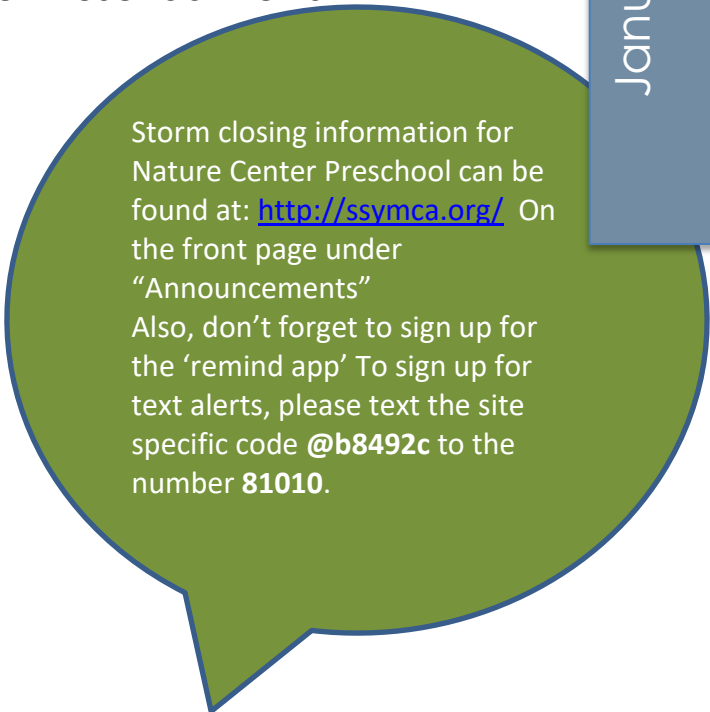 Storm closing information for
Nature Center Preschool can be
found at: http://ssymca.org/  On
the front page under
“Announcements”
Also, don’t forget to sign up for
the ‘remind app’ To sign up for
text alerts, please text the site
specific code @b8492c to the
number 81010.